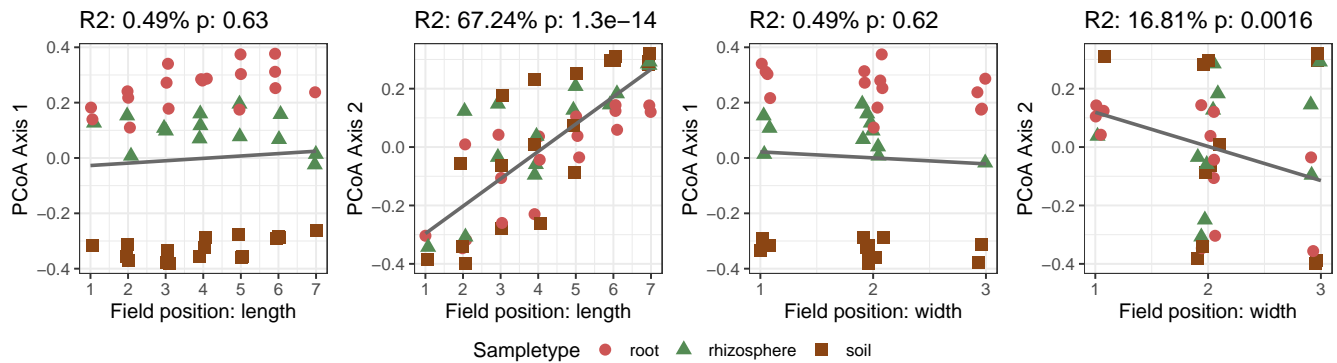 R2: 0.49% p: 0.63
PCoA Axis 1
0.4
0.2
0.0
−0.2
−0.4
1 2 3 4 5 6 7
Field position: length
R2: 67.24% p: 1.3e−14
PCoA Axis 2
0.2
0.0
−0.2
−0.4
1 2 3 4 5 6 7
Field position: length
R2: 0.49% p: 0.62
PCoA Axis 1
0.4
0.2
0.0
−0.2
−0.4
1 2 3
Field position: width
R2: 16.81% p: 0.0016
PCoA Axis 2
0.2
0.0
−0.2
−0.4
1 2 3
Field position: width
Sampletype root rhizosphere soil